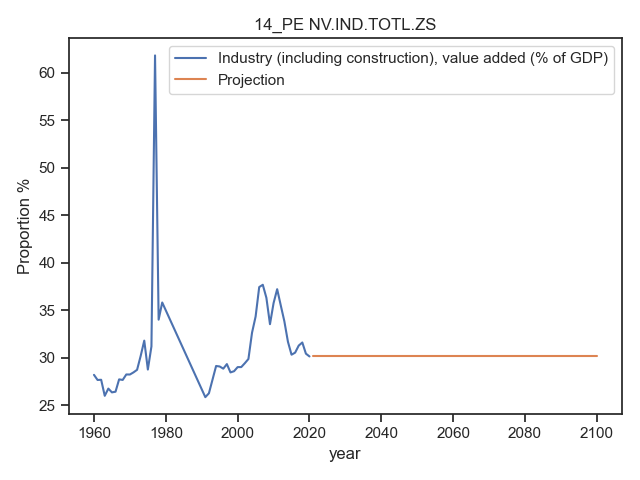 14_PE NV.IND.TOTL.ZS
Industry (including construction), value added (% of GDP)
Projection
Proportion %
60
55
50
45
40
35
30
25
1960 1980 2000 2020 2040 2060 2080 2100
year